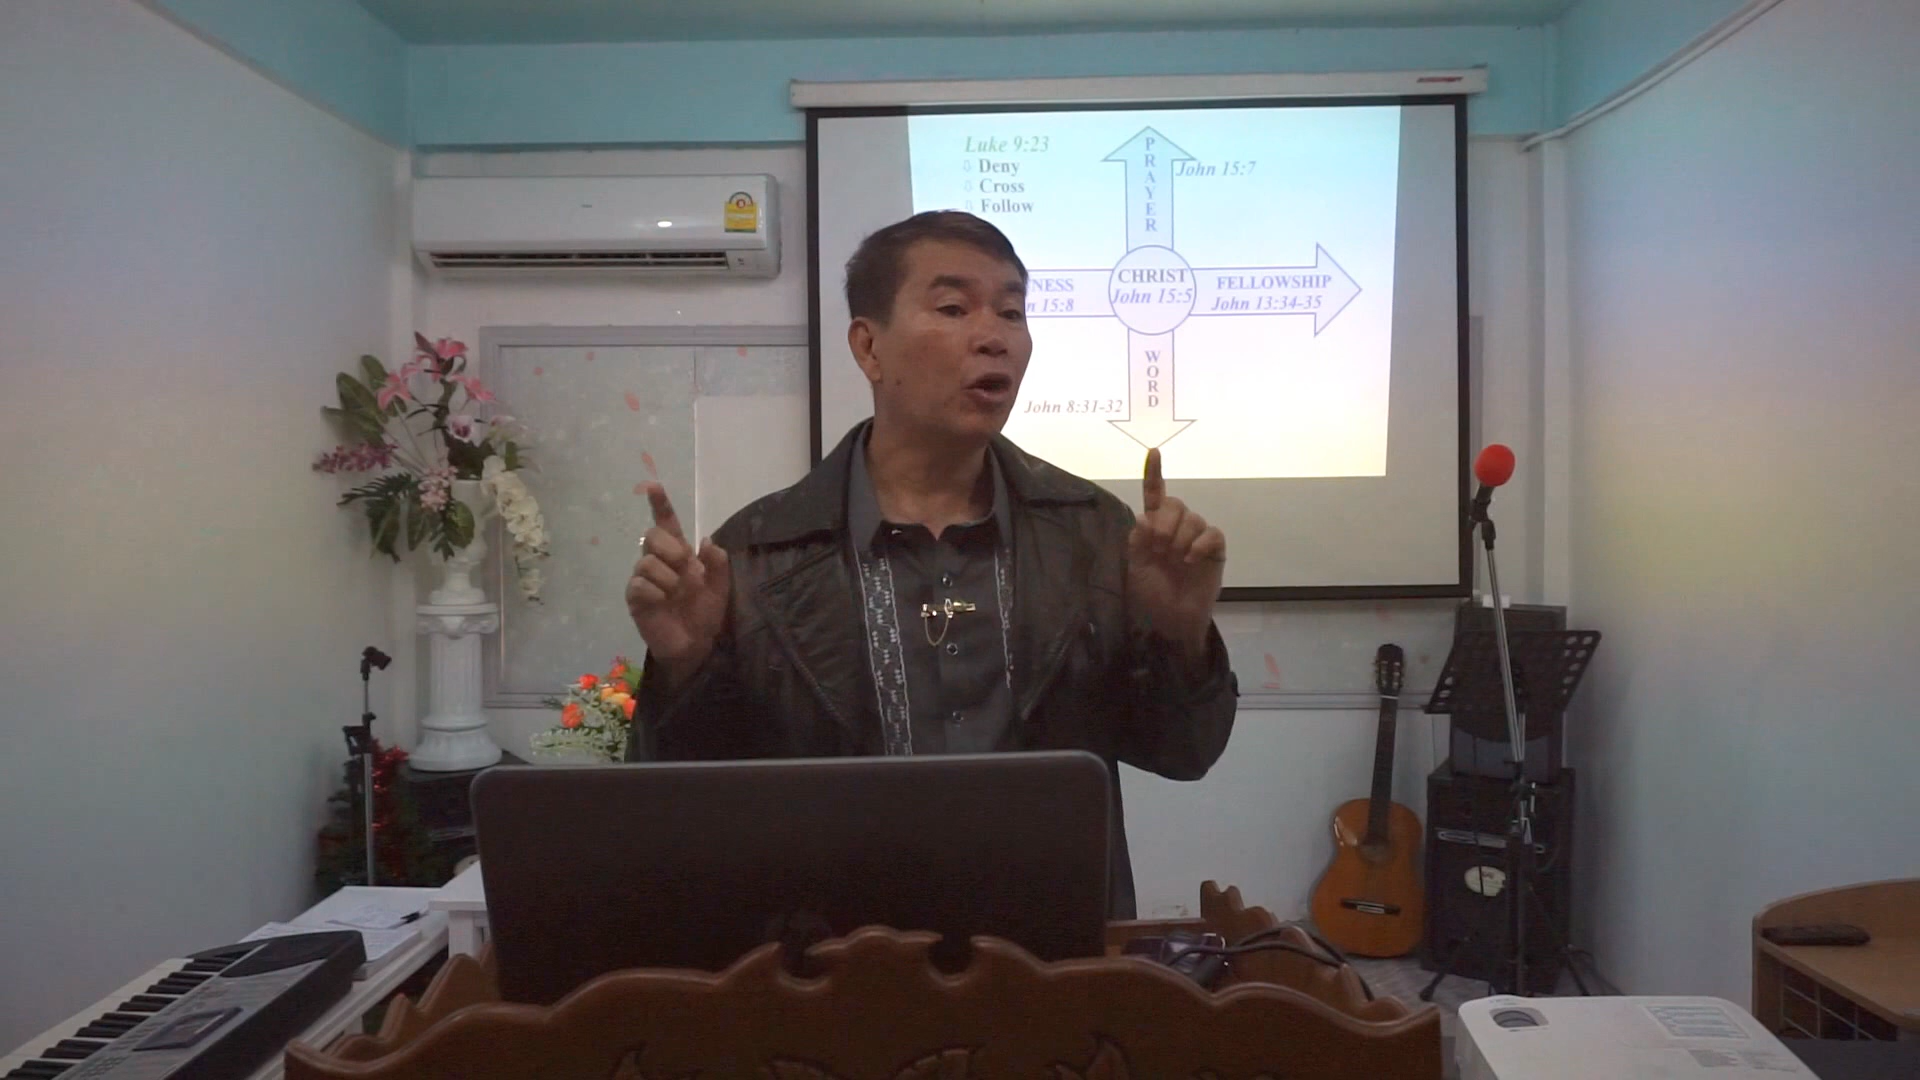 Luke 9:23
Deny
Cross
Follow
PRAYER
John 15:7
NESS
n 15:8
CHRIST
John 15:5
FELLOWSHIP
John 13:34-35
WORD
John 8:31-32